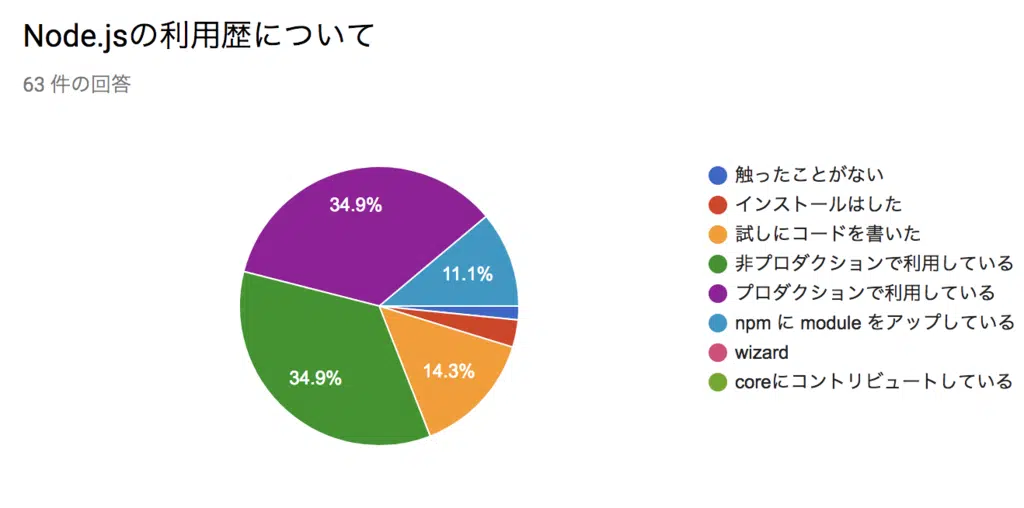 Node.jsの利用歴について
63 件の回答
34.9%
11.1%
34.9%
14.3%
触ったことがない
インストールはした
試しにコードを書いた
非プロダクションで利用している
プロダクションで利用している
npm に module をアップしている
wizard
coreにコントリビュートしている